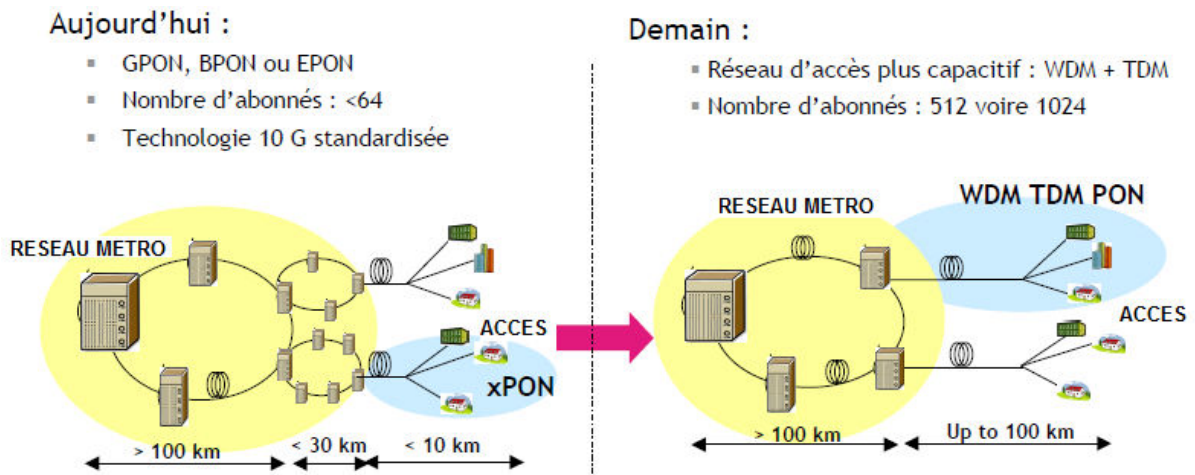 Aujourd'hui :
▪ GPON, BPON ou EPON
▪ Nombre d'abonnés : <64
▪ Technologie 10 G standardisée
RESEAU METRO
ACCES
xPON
> 100 km
< 30 km
< 10 km
Demain :
▪ Réseau d'accès plus capacitif : WDM + TDM
▪ Nombre d'abonnés : 512 voire 1024
RESEAU METRO
WDM TDM PON
ACCES
> 100 km
Up to 100 km